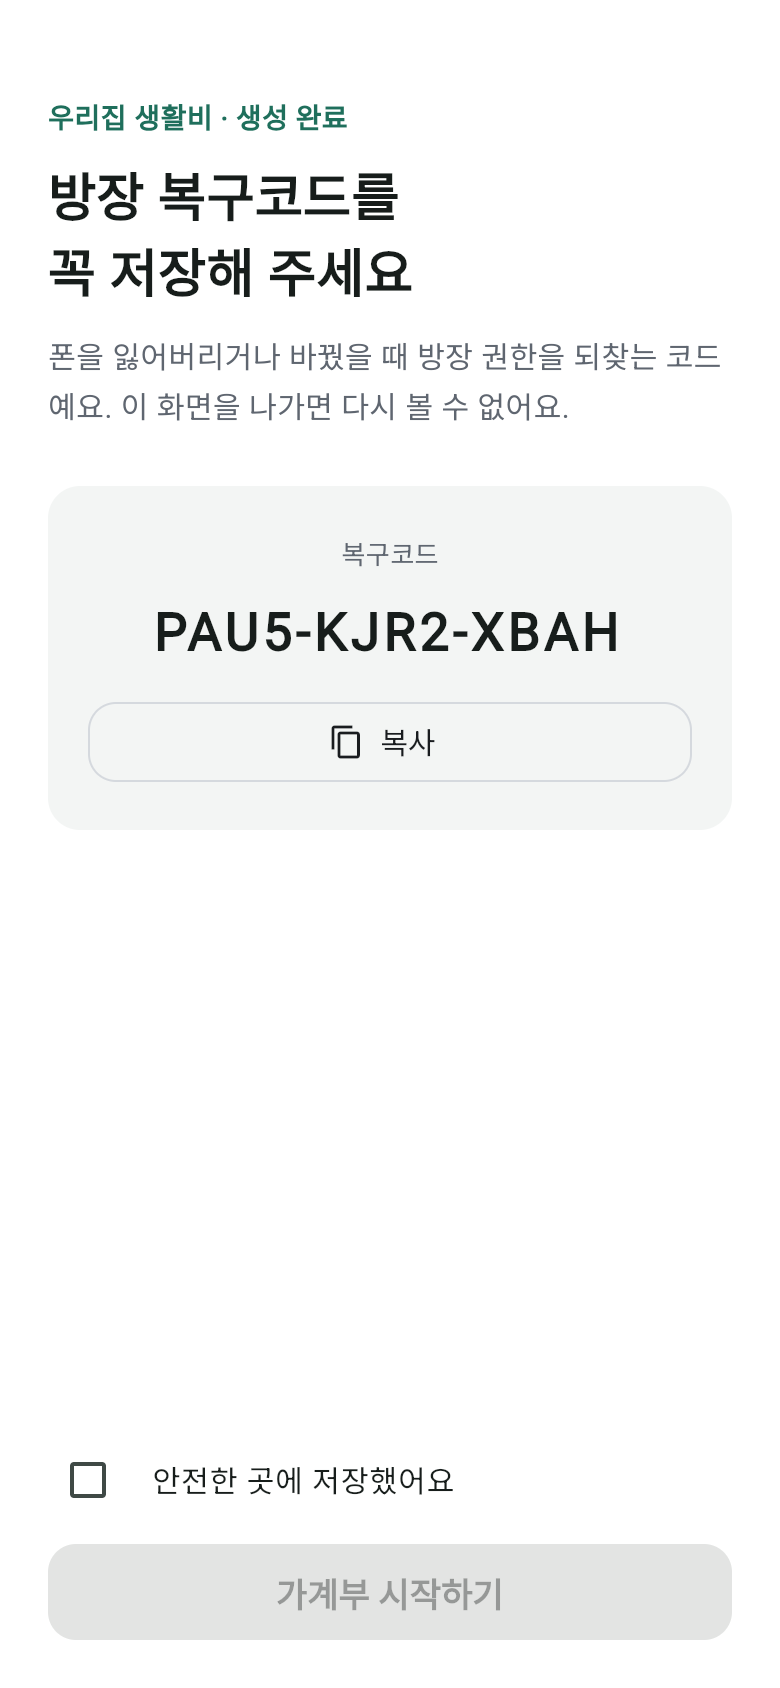 우리집 생활비 · 생성 완료
방장 복구코드를
꼭 저장해 주세요
폰을 잃어버리거나 바꿨을 때 방장 권한을 되찾는 코드
예요. 이 화면을 나가면 다시 볼 수 없어요.
복구코드
PAU5-KJR2-XBAH
복사
안전한 곳에 저장했어요
가계부 시작하기